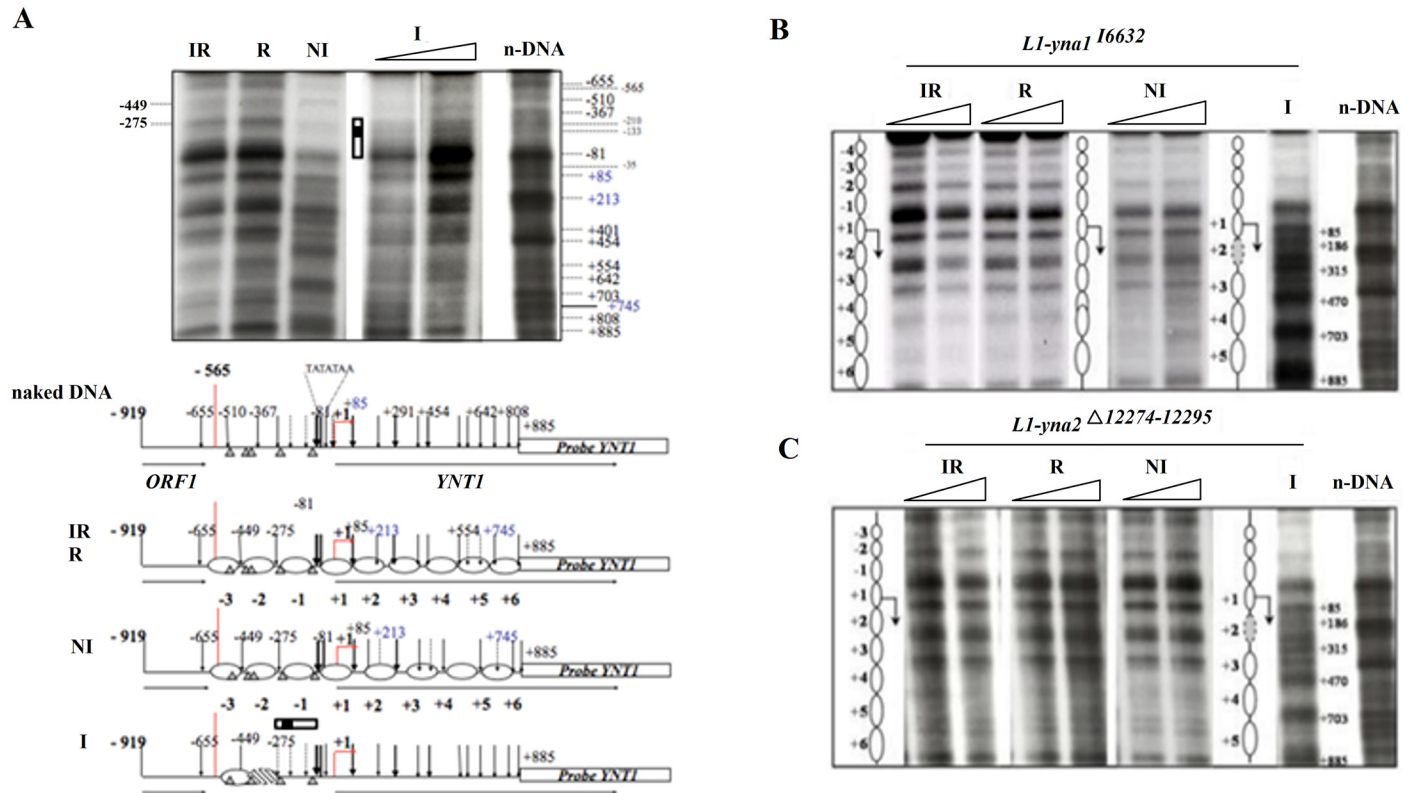 A
IR R NI I n-DNA
-449
-275
-655
-565
-510
-367
-210
-133
-81
-35
+85
+213
+401
+454
+554
+642
+703
+745
+808
+885
naked DNA
- 565
TATATAA
- 919 -655 -510 -367 -81 +1 +85 +291 +454 +642 +808 +885
Probe YNT1
ORF1 YNT1
IR
R
-81
- 919 -655 -449 -275 +1 +85 +213 +554 +745 +885
Probe YNT1
-3 -2 -1 +1 +2 +3 +4 +5 +6
NI
- 919 -655 -449 -275 -81 +1 +85 +213 +745 +885
Probe YNT1
-3 -2 -1 +1 +2 +3 +4 +5 +6
I
- 919 -655 -449 -275 +1 +885
Probe YNT1
B
L1-yna1 I6632
IR R NI I n-DNA
-4
-3
-2
-1
+1
+2
+3
+4
+5
+6
+1
+2
+3
+5
+85
+186
+315
+470
+703
+885
C
L1-yna2 △12274-12295
IR R NI I n-DNA
-3
-2
-1
+1
+2
+3
+4
+5
+6
+1
+2
+3
+5
+85
+186
+315
+470
+703
+885